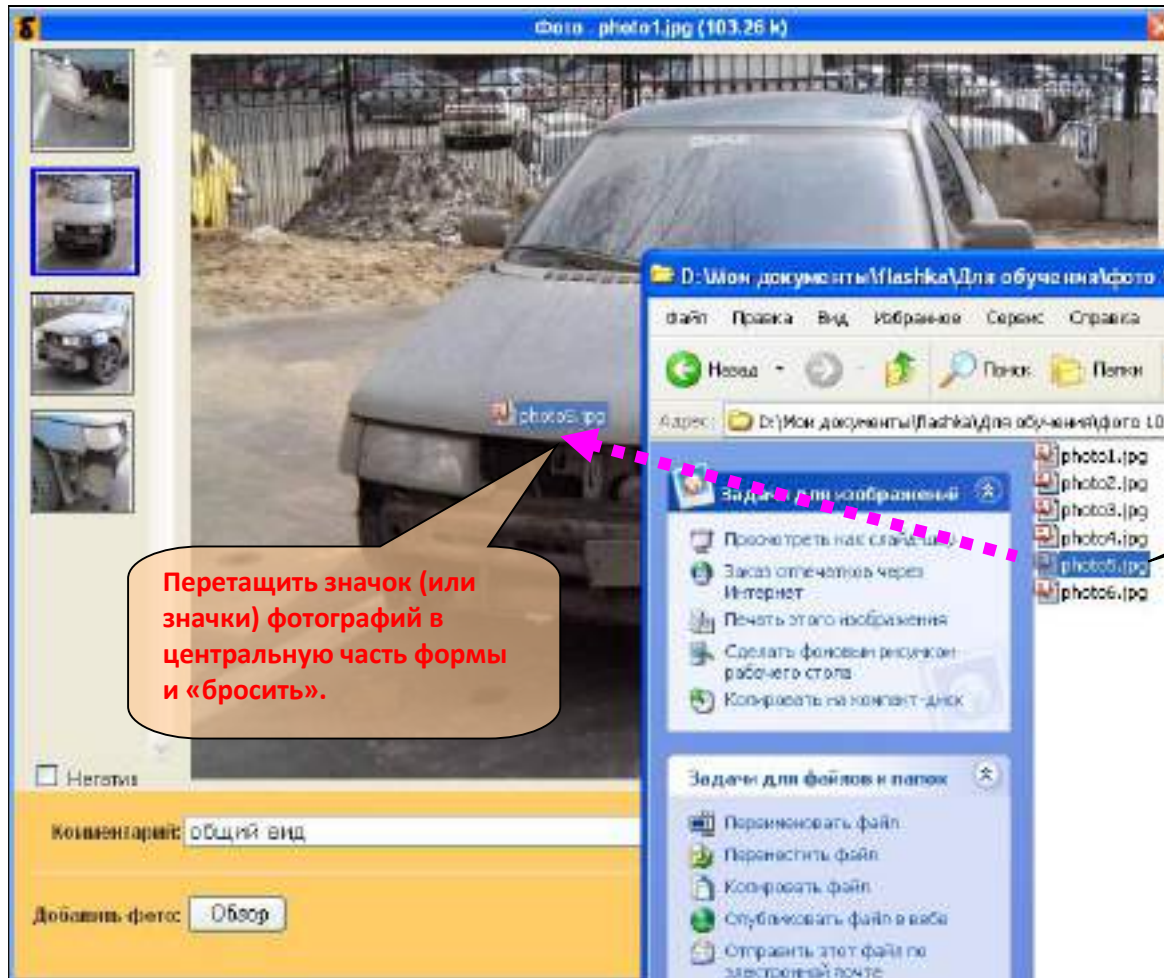 Фото photo1.jpg (103.26 k)
D:\Мои документы\flashka\Для обучения\фото
Файл Правка Вид Избранное Сервис Справка
Назад Поиск Папки
Адрес: D:\Мои документы\flashka\Для обучения\фото 10
photo1.jpg
photo2.jpg
photo3.jpg
photo4.jpg
photo5.jpg
photo6.jpg
.jpg
Задачи для изображений
Просмотреть как слайд-шоу
Заказ отпечатков через
Интернет
Печать этого изображения
Сделать фоновым рисунком
рабочего стола
Копировать на компакт-диск
Перетащить значок (или
значки) фотографий в
центральную часть формы
и «бросить».
Негатив
Задачи для файлов и папок
Переименовать файл
Переместить файл
Копировать файл
Опубликовать файл в вебе
Отправить этот файл по
электронной почте
Комментарий: общий вид
Добавить фото: Обзор